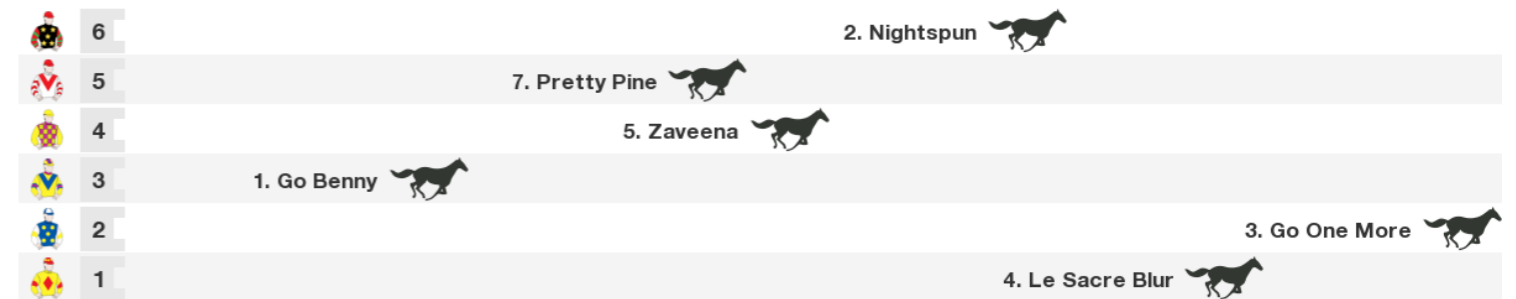 6 2. Nightspun
5 7. Pretty Pine
4 5. Zaveena
3 1. Go Benny
2 3. Go One More
1 4. Le Sacre Blur